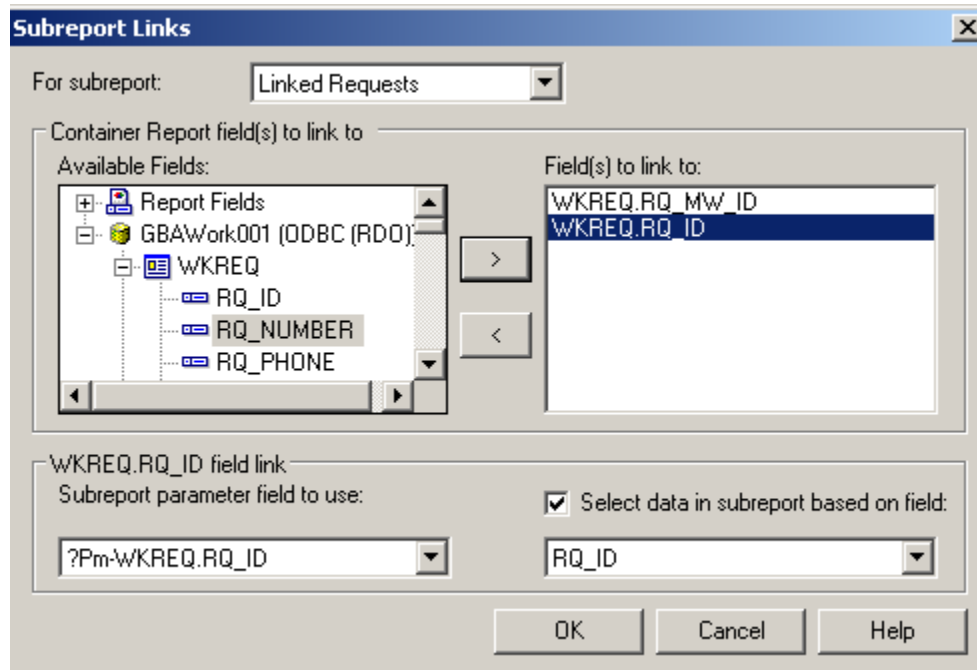 Subreport Links
For subreport:
Linked Requests
Container Report field(s) to link to
Available Fields:
Report Fields
GBAWork001 (ODBC (RDO))
WKREQ
RQ_ID
RQ_NUMBER
RQ_PHONE
>
<
Field(s) to link to:
WKREQ.RQ_MW_ID
WKREQ.RQ_ID
WKREQ.RQ_ID field link
Subreport parameter field to use:
?Pm-WKREQ.RQ_ID
Select data in subreport based on field:
RQ_ID
OK
Cancel
Help